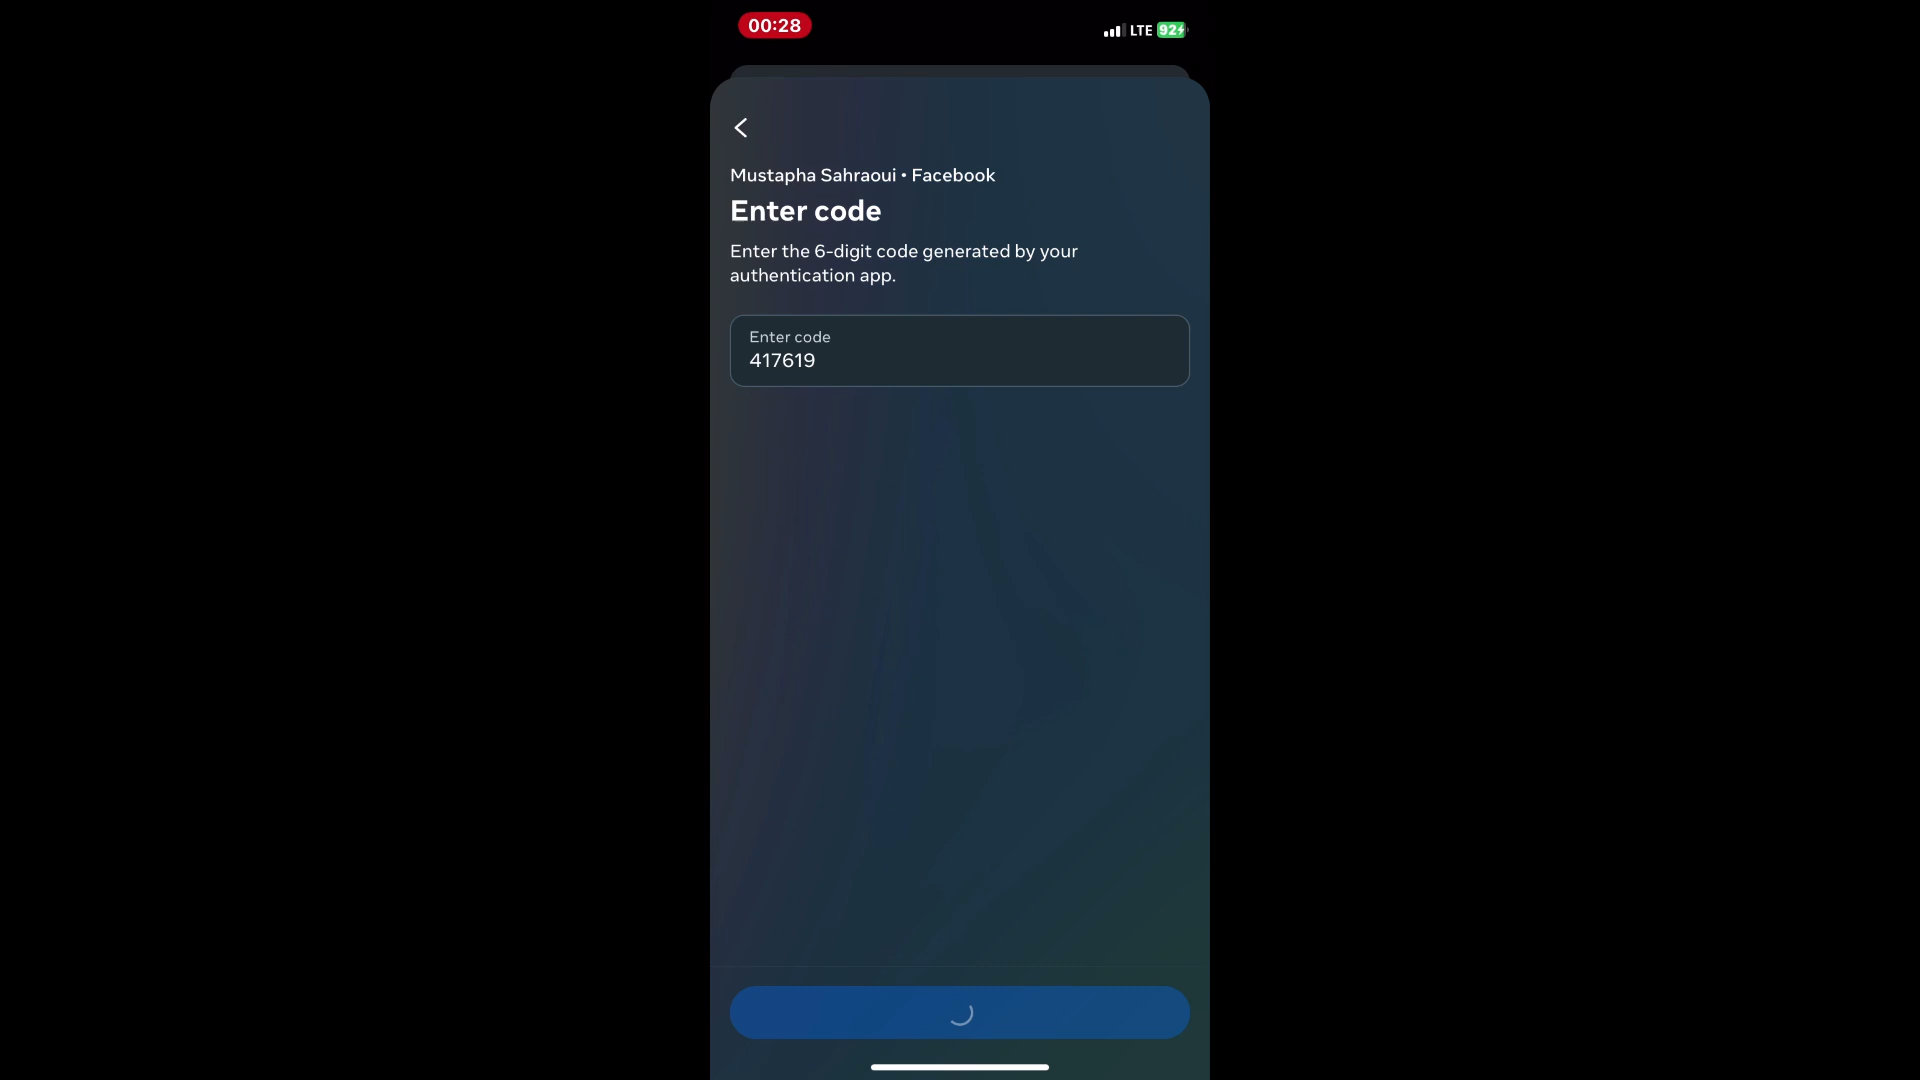 00:28
LTE 92
Mustapha Sahraoui • Facebook
Enter code
Enter the 6-digit code generated by your
authentication app.
Enter code
417619